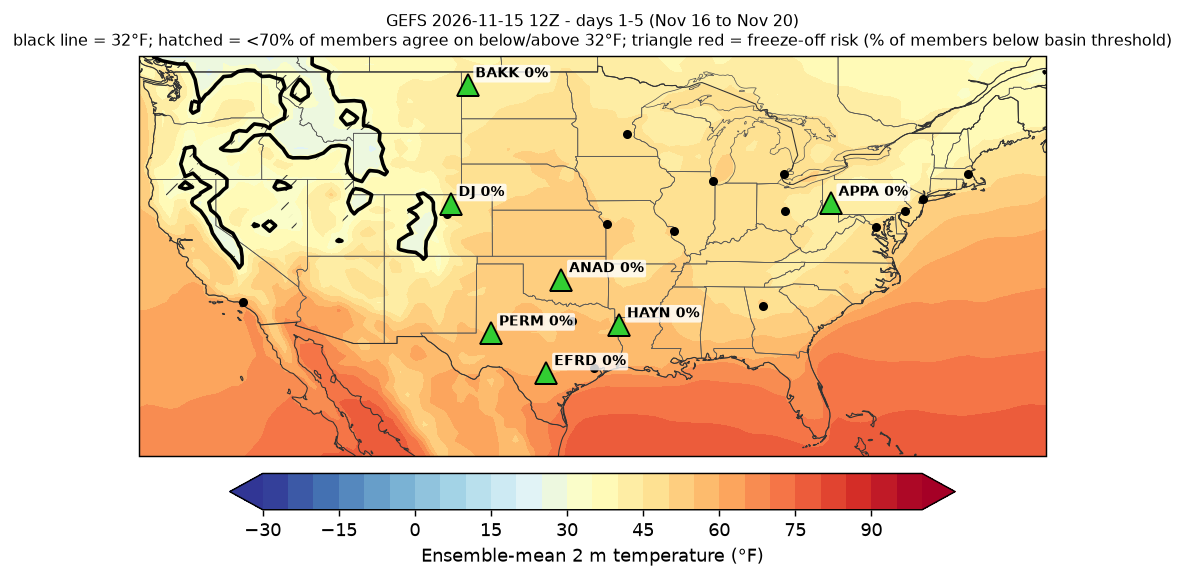 GEFS 2026-11-15 12Z - days 1-5 (Nov 16 to Nov 20)
black line = 32°F; hatched = <70% of members agree on below/above 32°F; triangle red = freeze-off risk (% of members below basin threshold)
BAKK 0%
DJ 0%
APPA 0%
ANAD 0%
HAYN 0%
PERM 0%
EFRD 0%
−30 −15 0 15 30 45 60 75 90
Ensemble-mean 2 m temperature (°F)